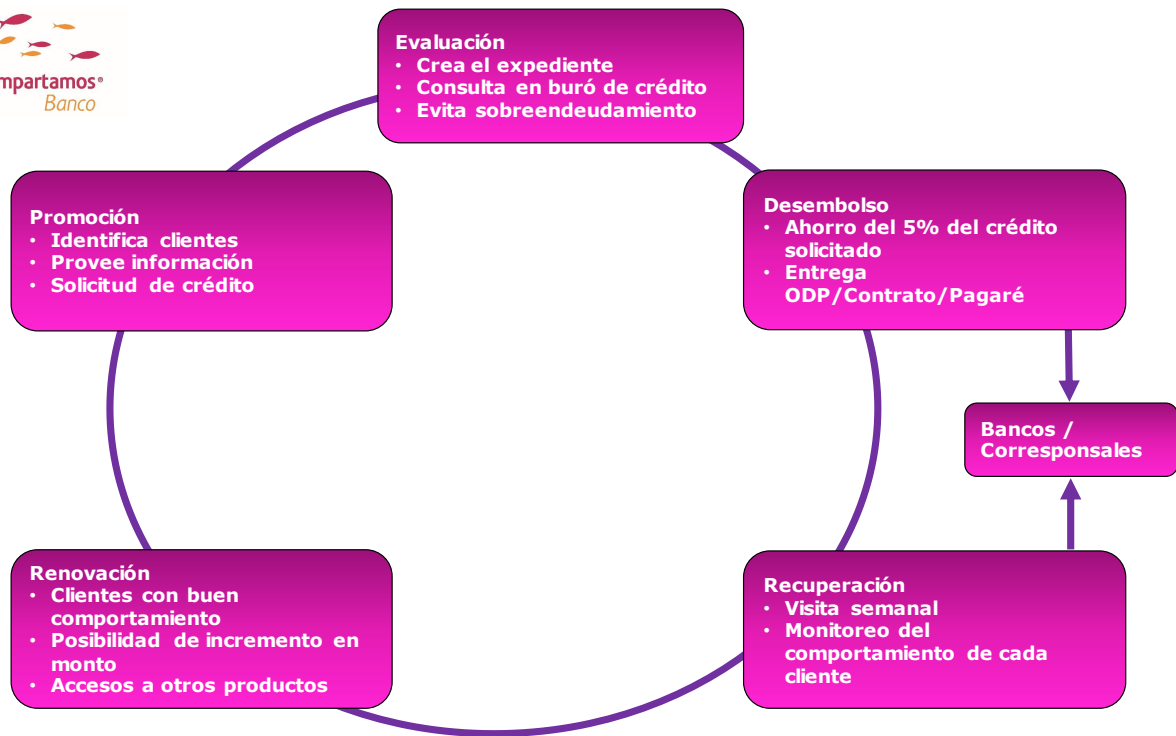 mpartamos®
Banco
Evaluación
• Crea el expediente
• Consulta en buró de crédito
• Evita sobreendeudamiento
Promoción
• Identifica clientes
• Provee información
• Solicitud de crédito
Desembolso
• Ahorro del 5% del crédito
solicitado
• Entrega
ODP/Contrato/Pagaré
Bancos /
Corresponsales
Renovación
• Clientes con buen
comportamiento
• Posibilidad de incremento en
monto
• Accesos a otros productos
Recuperación
• Visita semanal
• Monitoreo del
comportamiento de cada
cliente